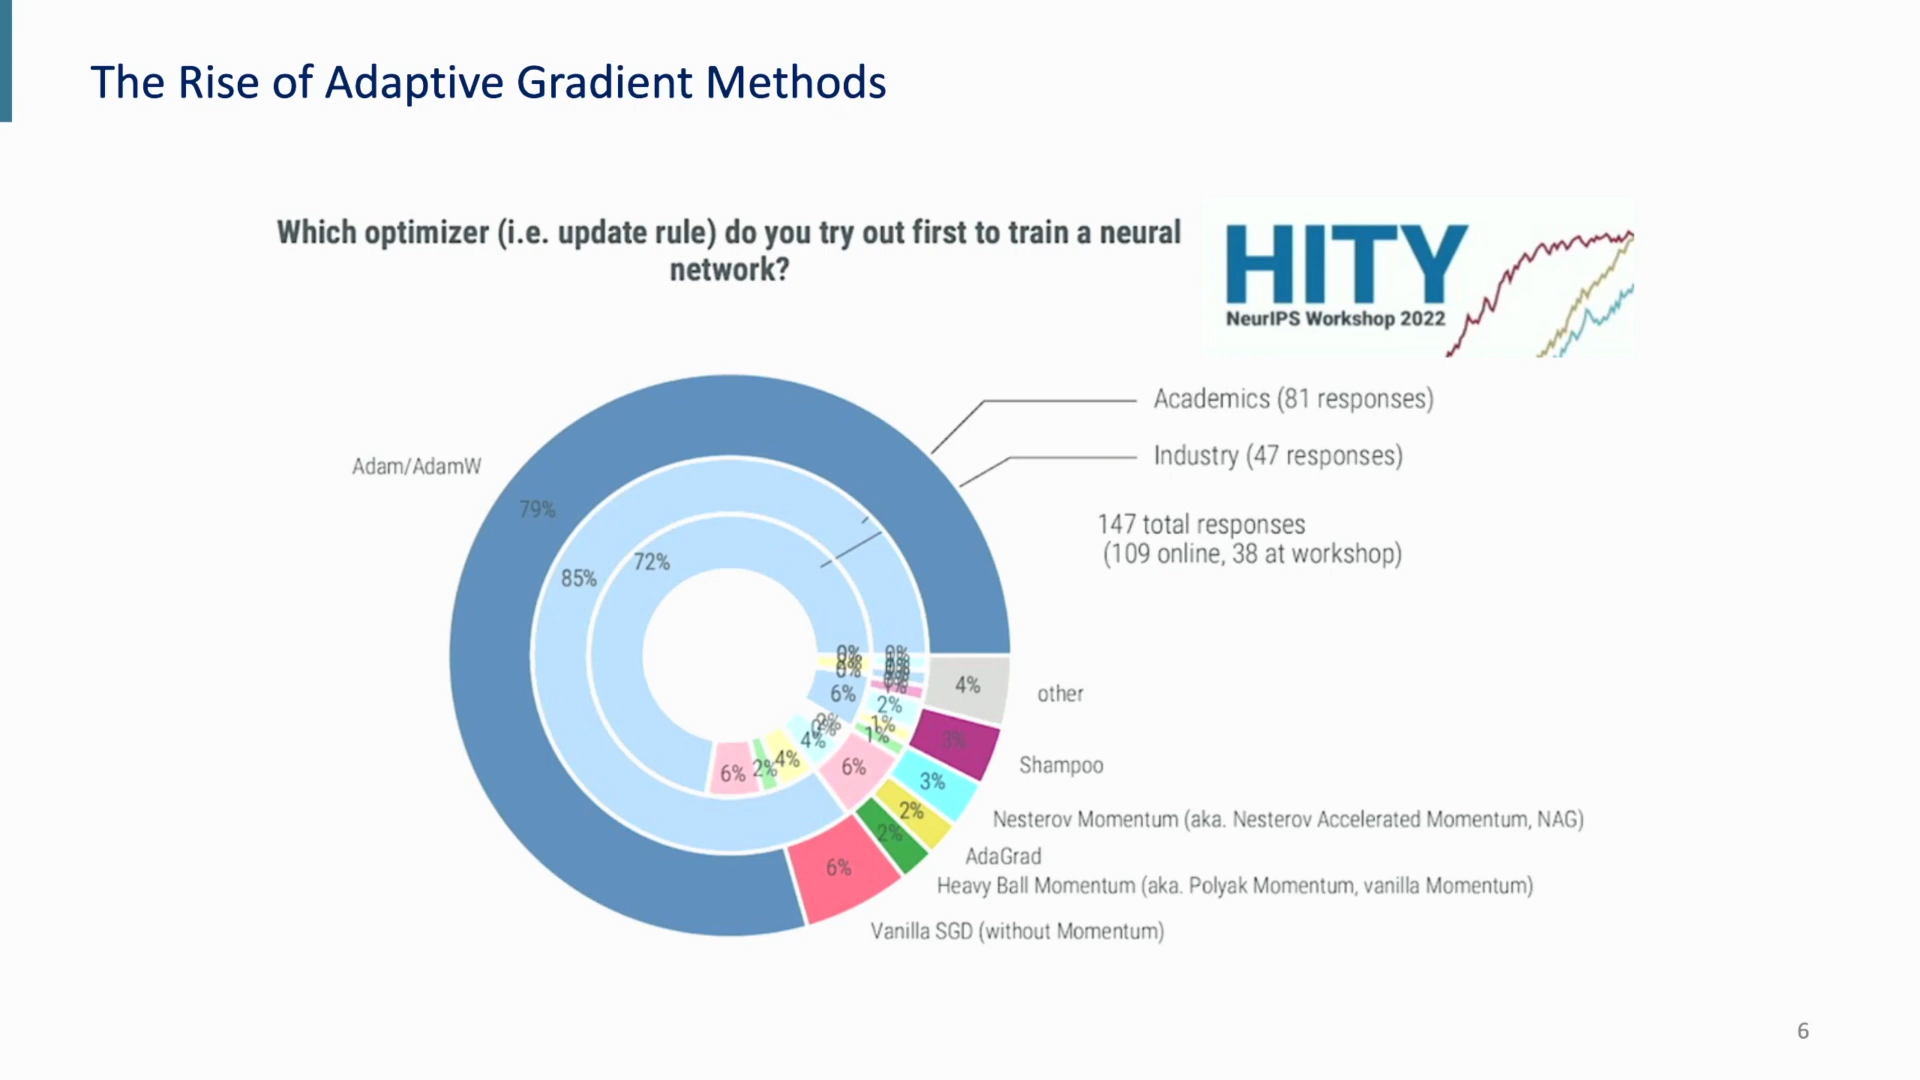 The Rise of Adaptive Gradient Methods
Which optimizer (i.e. update rule) do you try out first to train a neural
network?
HITY
NeurIPS Workshop 2022
Academics (81 responses)
Industry (47 responses)
147 total responses
(109 online, 38 at workshop)
Adam/AdamW
79%
85%
72%
0%
0%
6%
4%
other
2%
1%
1%
3%
Shampoo
4%
6%
3%
Nesterov Momentum (aka. Nesterov Accelerated Momentum, NAG)
6%
2%
4%
2%
AdaGrad
2%
Heavy Ball Momentum (aka. Polyak Momentum, vanilla Momentum)
6%
Vanilla SGD (without Momentum)
6